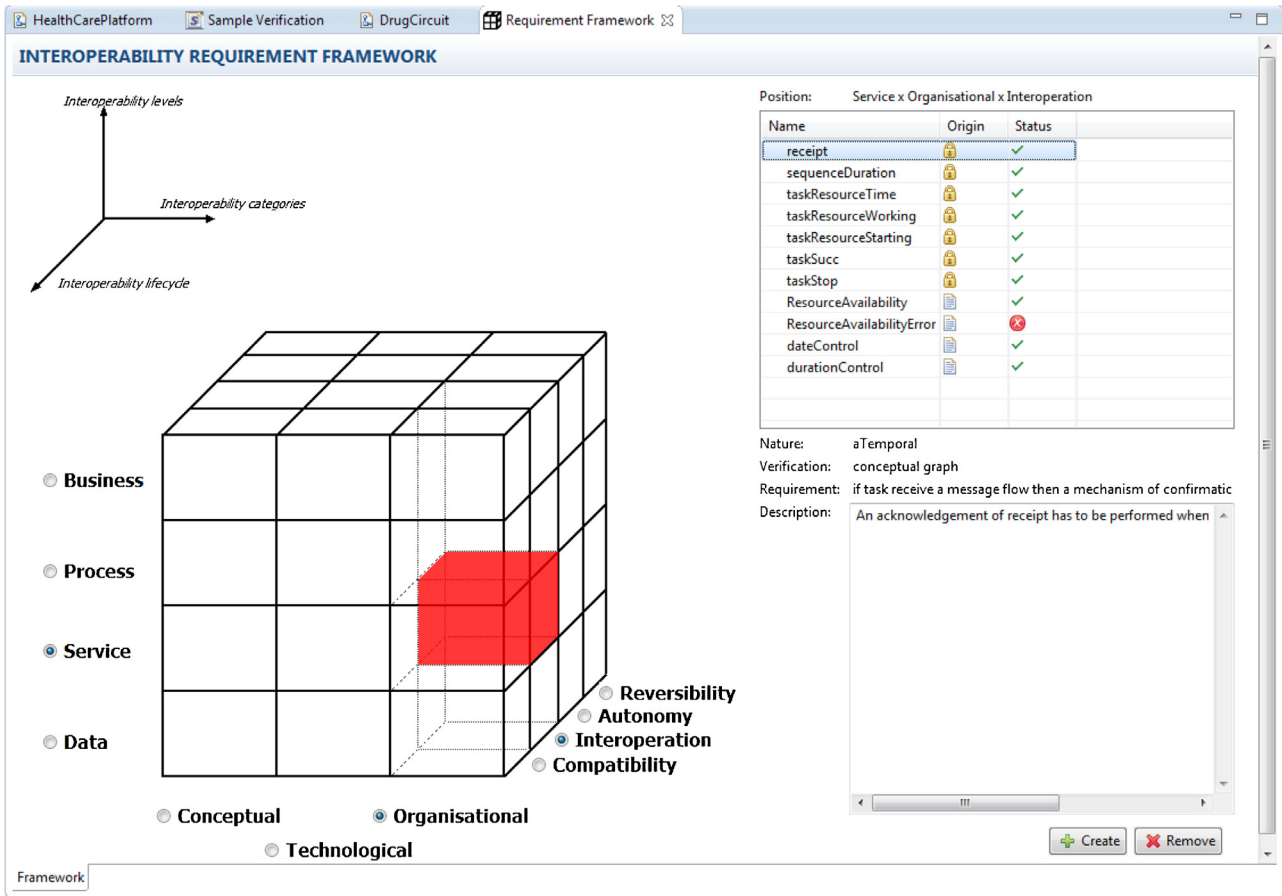 HealthCarePlatform Sample Verification DrugCircuit Requirement Framework
INTEROPERABILITY REQUIREMENT FRAMEWORK
Interoperability levels
Interoperability categories
Interoperability lifecycle
Business
Process
Service
Data
Reversibility
Autonomy
Interoperation
Compatibility
Conceptual Organisational
Technological
Position: Service x Organisational x Interoperation
Name Origin Status
receipt
sequenceDuration
taskResourceTime
taskResourceWorking
taskResourceStarting
taskSucc
taskStop
ResourceAvailability
ResourceAvailabilityError
dateControl
durationControl
Nature: aTemporal
Verification: conceptual graph
Requirement: if task receive a message flow then a mechanism of confirmatic
Description: An acknowledgement of receipt has to be performed when
Create Remove
Framework